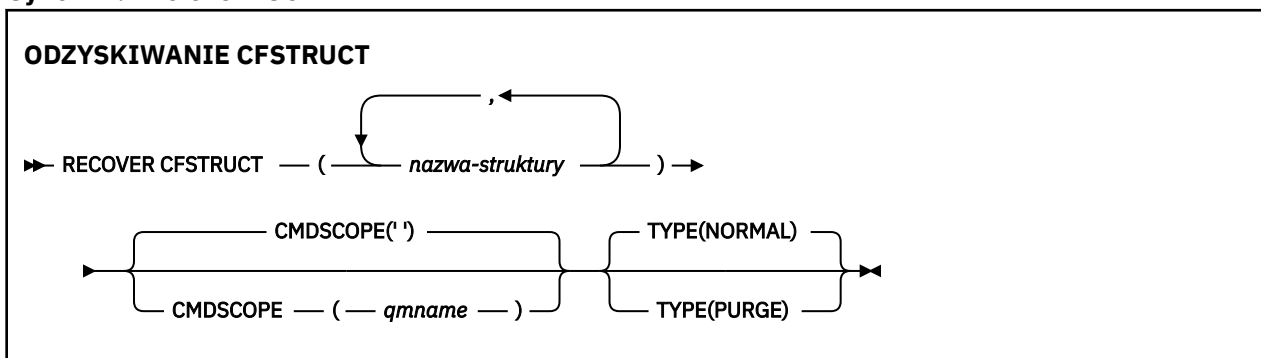 ODZYSKIWANIE CFSTRUCT
,
RECOVER CFSTRUCT ( nazwa-struktury )
CMDSCOPE(' ') TYPE(NORMAL)
CMDSCOPE ( qmname ) TYPE(PURGE)